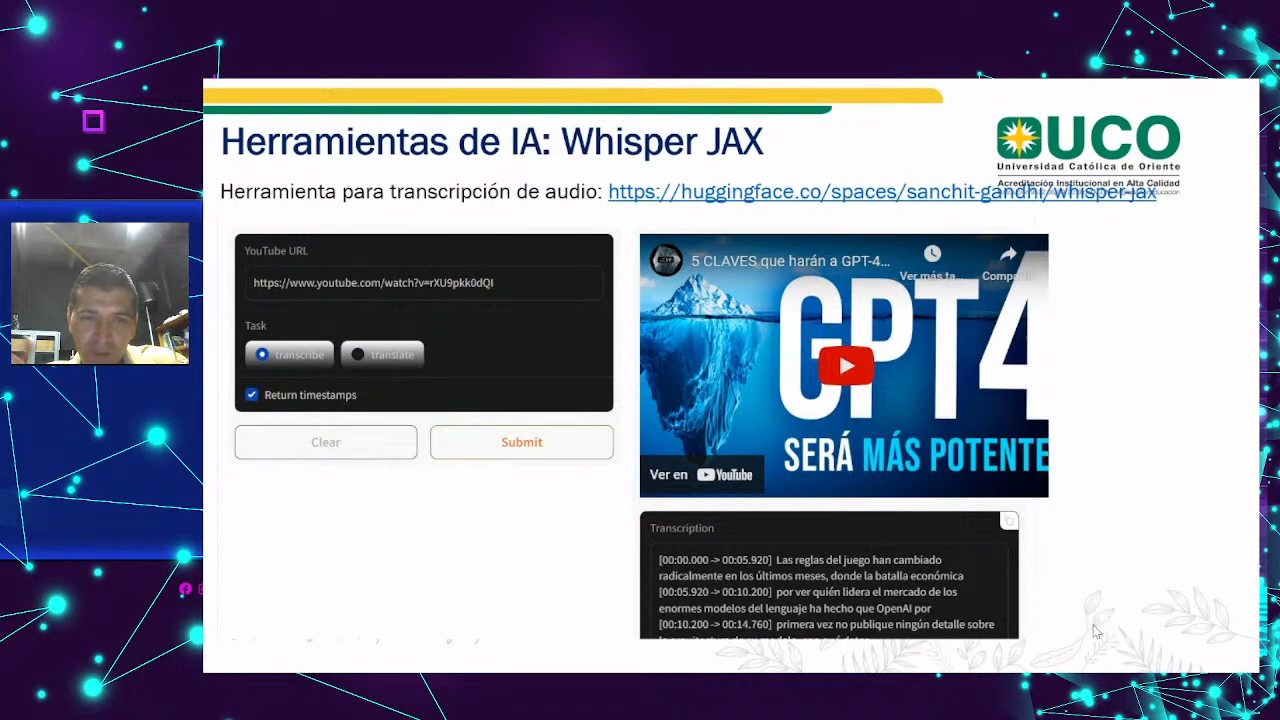 Herramientas de IA: Whisper JAX
UCO
Universidad Católica de Oriente
Acreditación Institucional en Alta Calidad
Herramienta para transcripción de audio: https://huggingface.co/spaces/sanchit-gandhi/whisper-jax
YouTube URL
https://www.youtube.com/watch?v=rXU9pkk0dQI
Task
transcribe translate
Return timestamps
Clear Submit
5 CLAVES que harán a GPT-4...
Ver más ta... Comparti
GPT4
SERÁ MÁS POTENTE
Ver en YouTube
Transcription
[00:00.000 -> 00:05.920] Las reglas del juego han cambiado
radicalmente en los últimos meses, donde la batalla económica
[00:05.920 -> 00:10.200] por ver quién lidera el mercado de los
enormes modelos del lenguaje ha hecho que OpenAI por
[00:10.200 -> 00:14.760] primera vez no publique ningún detalle sobre